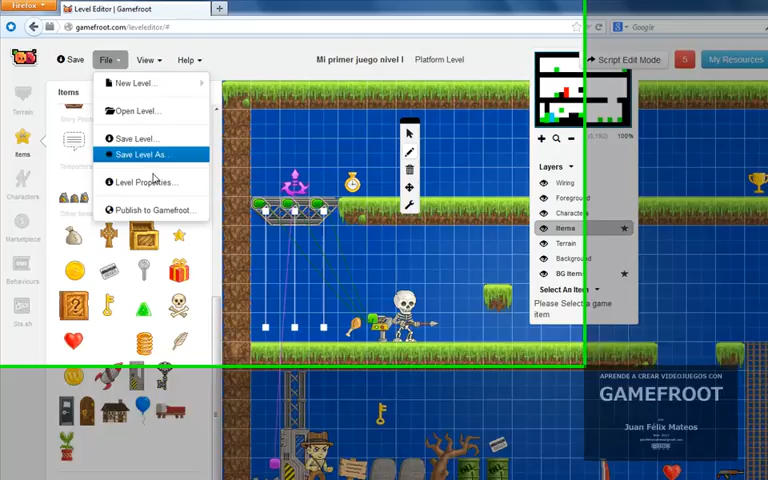 Firefox
Level Editor | Gamefroot
gamefroot.com/leveleditor/#
Google
Save
File
View
Help
Mi primer juego nivel I
Platform Level
Script Edit Mode
5
My Resources
Terrain
Items
Characters
Marketplace
Behaviours
Stash
Items
New Level...
Open Level...
Save Level...
Save Level As...
Level Properties...
Publish to Gamefroot...
100%
Layers
Wiring
Foreground
Characters
Items
Terrain
Background
BG Items
Select An Item
Please Select a game
item
APRENDE A CREAR VIDEOJUEGOS CON
GAMEFROOT
por
Juan Félix Mateos